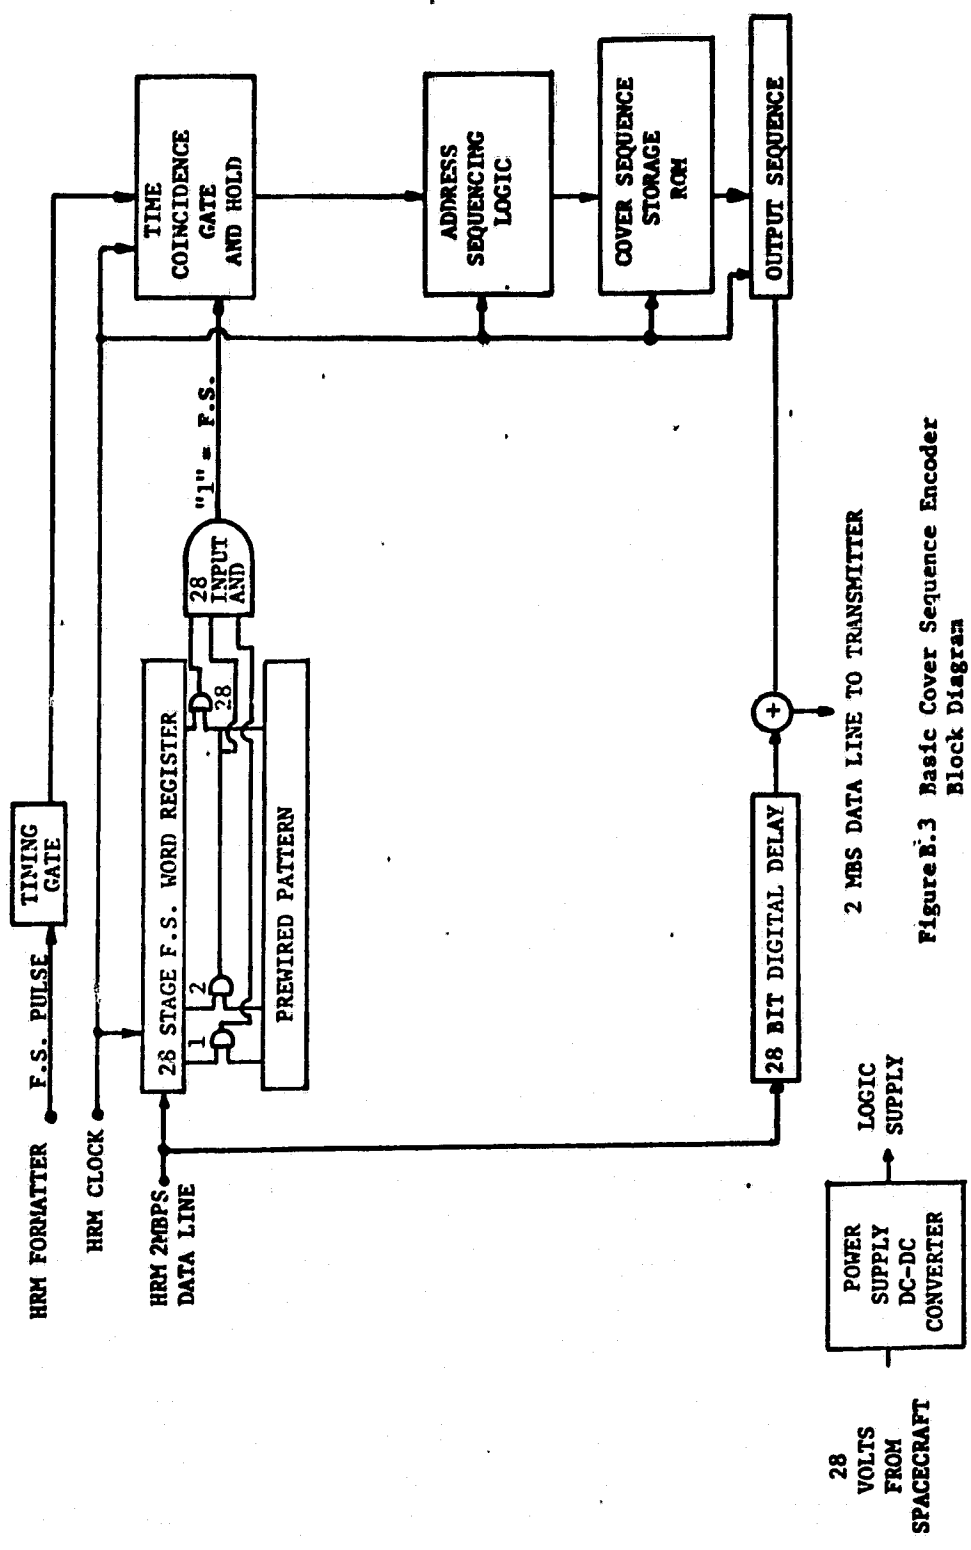 HRM FORMATTER
F.S. PULSE
TIMING
GATE
HRM CLOCK
HRM 2MBPS
DATA LINE
28 STAGE F.S. WORD REGISTER
1
2
28
PREWIRED PATTERN
28
INPUT
AND
"1" = F.S.
TIME
COINCIDENCE
GATE
AND HOLD
ADDRESS
SEQUENCING
LOGIC
COVER SEQUENCE
STORAGE
ROM
OUTPUT SEQUENCE
28 BIT DIGITAL DELAY
+
2 MBS DATA LINE TO TRANSMITTER
28
VOLTS
FROM
SPACECRAFT
POWER
SUPPLY
DC-DC
CONVERTER
LOGIC
SUPPLY
Figure B.3 Basic Cover Sequence Encoder
Block Diagram